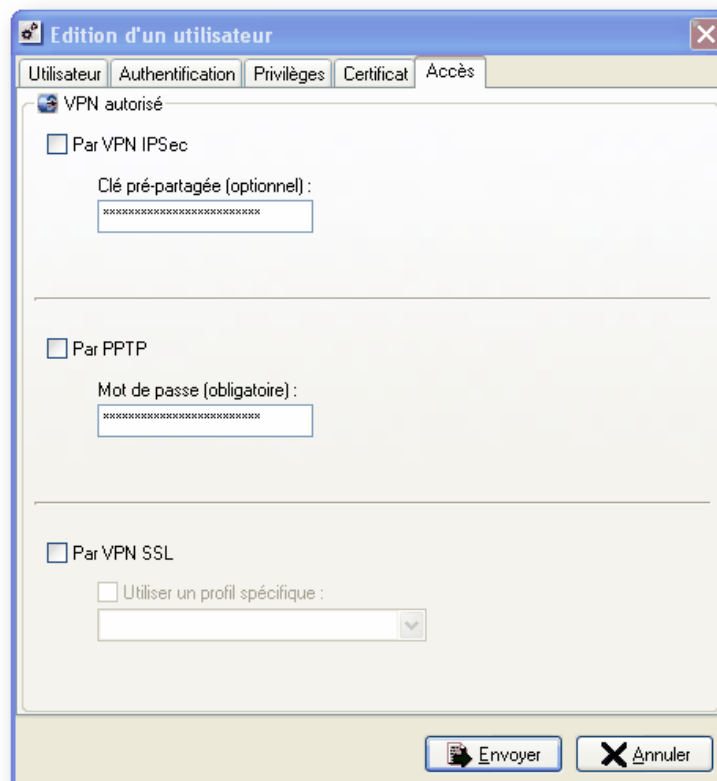 Edition d'un utilisateur
Utilisateur Authentification Privilèges Certificat Accès
VPN autorisé
Par VPN IPSec
Clé pré-partagée (optionnel) :
************************
Par PPTP
Mot de passe (obligatoire) :
************************
Par VPN SSL
Utiliser un profil spécifique :
Envoyer Annuler